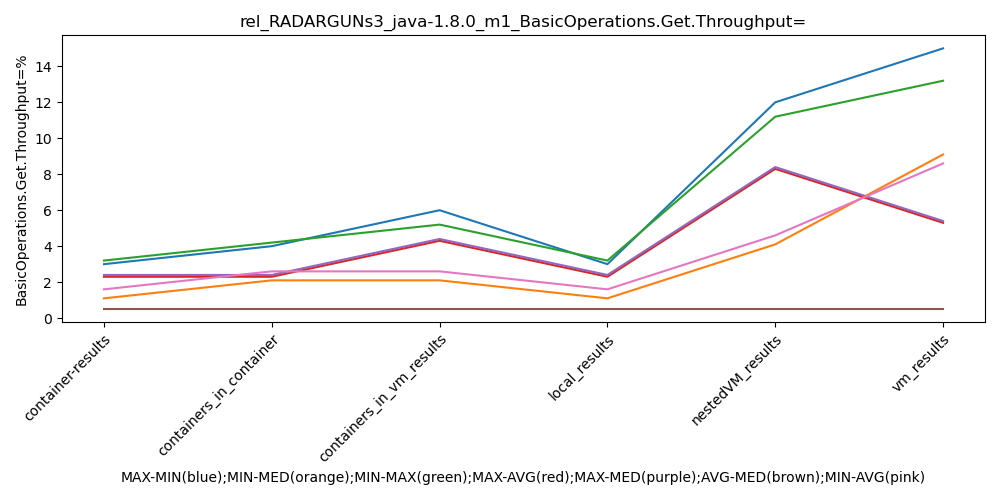 rel_RADARGUNs3_java-1.8.0_m1_BasicOperations.Get.Throughput=
BasicOperations.Get.Throughput=%
14
12
10
8
6
4
2
0
container-results
containers_in_container
containers_in_vm_results
local_results
nestedVM_results
vm_results
MAX-MIN(blue);MIN-MED(orange);MIN-MAX(green);MAX-AVG(red);MAX-MED(purple);AVG-MED(brown);MIN-AVG(pink)